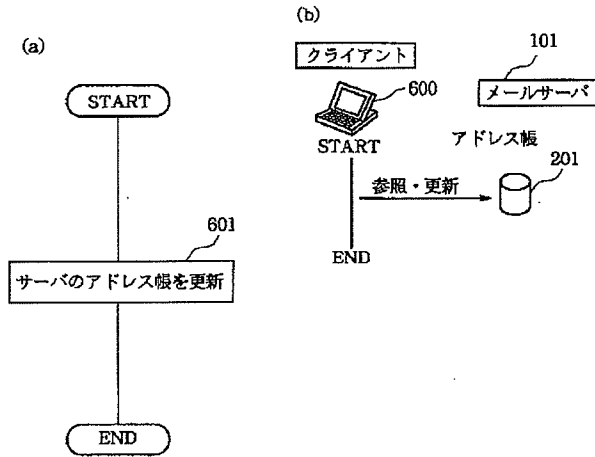 (a)
START
601
サーバのアドレス帳を更新
END
(b)
クライアント
600
START
101
メールサーバ
アドレス帳
201
参照・更新
END